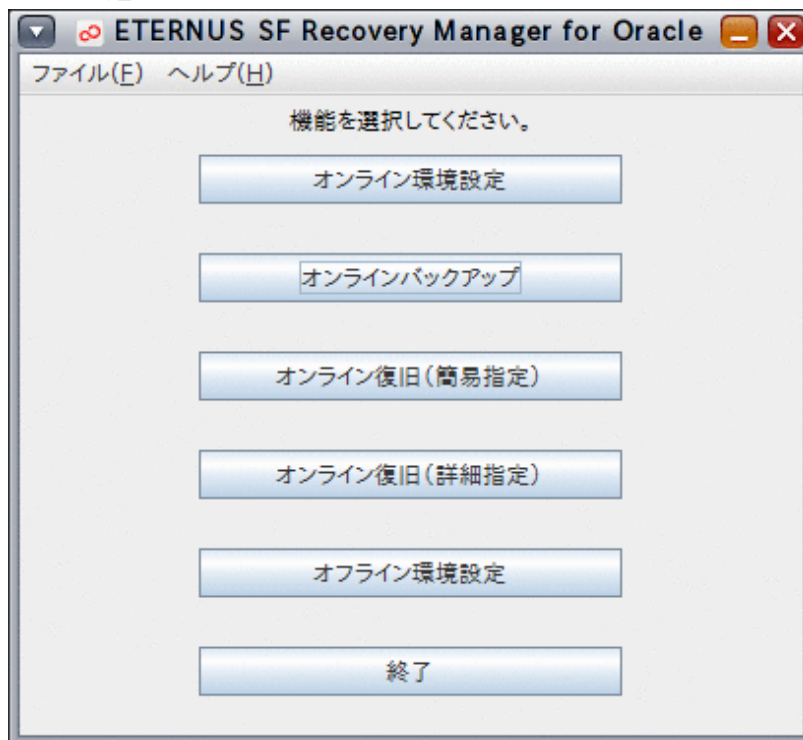 ETERNUS SF Recovery Manager for Oracle
ファイル(F) ヘルプ(H)
機能を選択してください。
オンライン環境設定
オンラインバックアップ
オンライン復旧(簡易指定)
オンライン復旧(詳細指定)
オフライン環境設定
終了